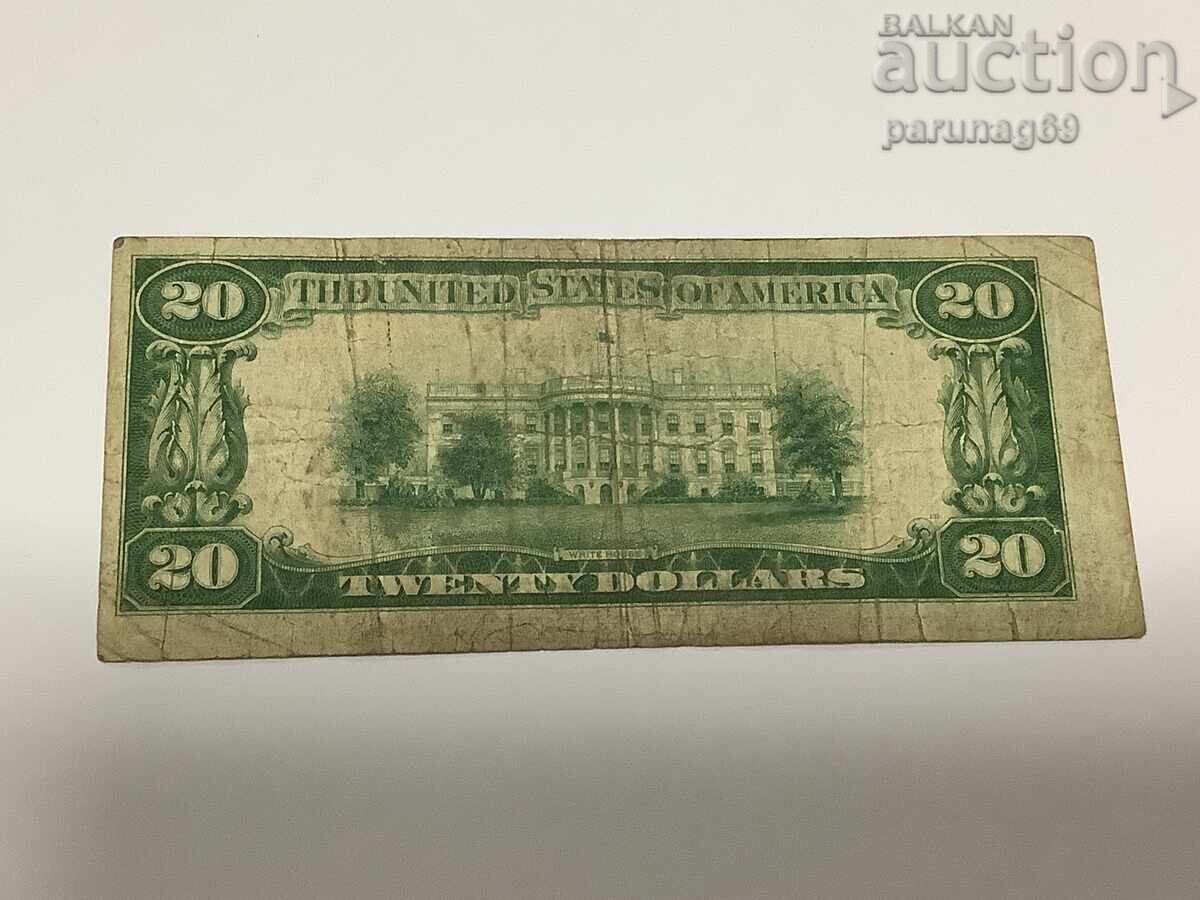 BALKAN
auction
parunag69
20 THE UNITED STATES OF AMERICA 20
WHITE HOUSE
20 TWENTY DOLLARS 20